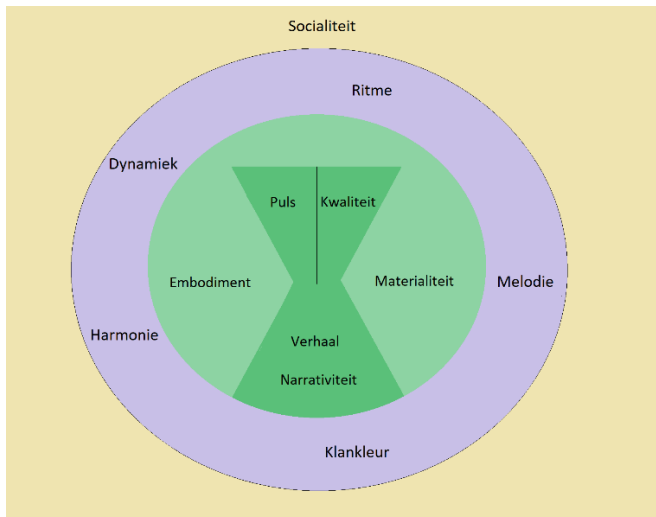 Socialiteit
Ritme
Dynamiek
Puls
Kwaliteit
Embodiment
Materialiteit
Melodie
Harmonie
Verhaal
Narrativiteit
Klankleur